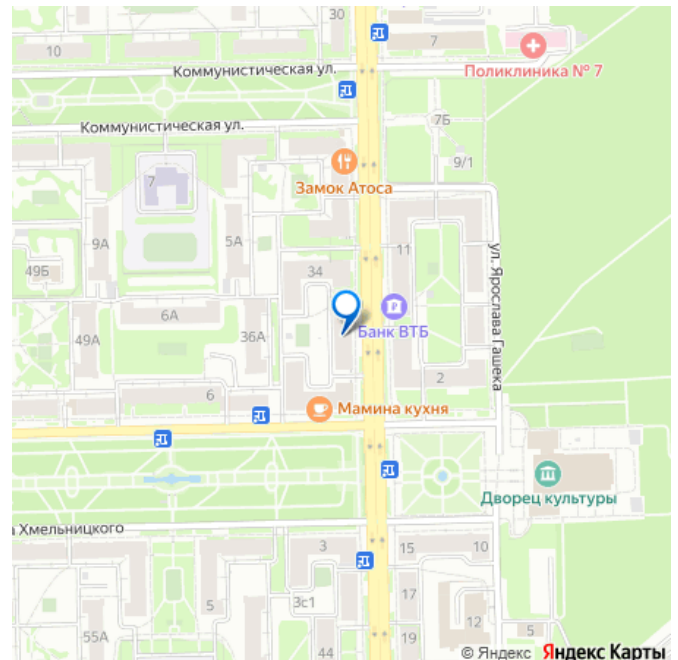 30
7
10
Коммунистическая ул.
Поликлиника № 7
Коммунистическая ул.
7Б
9/1
7
Замок Атоса
9А
5А
11
ул. Ярослава Гашека
49Б
34
6А
Банк ВТБ
49А
36А
2
6
Мамина кухня
Дворец культуры
а Хмельницкого
3
15
10
5
3с1
17
12
5
55А
44
19
© Яндекс Яндекс Карты